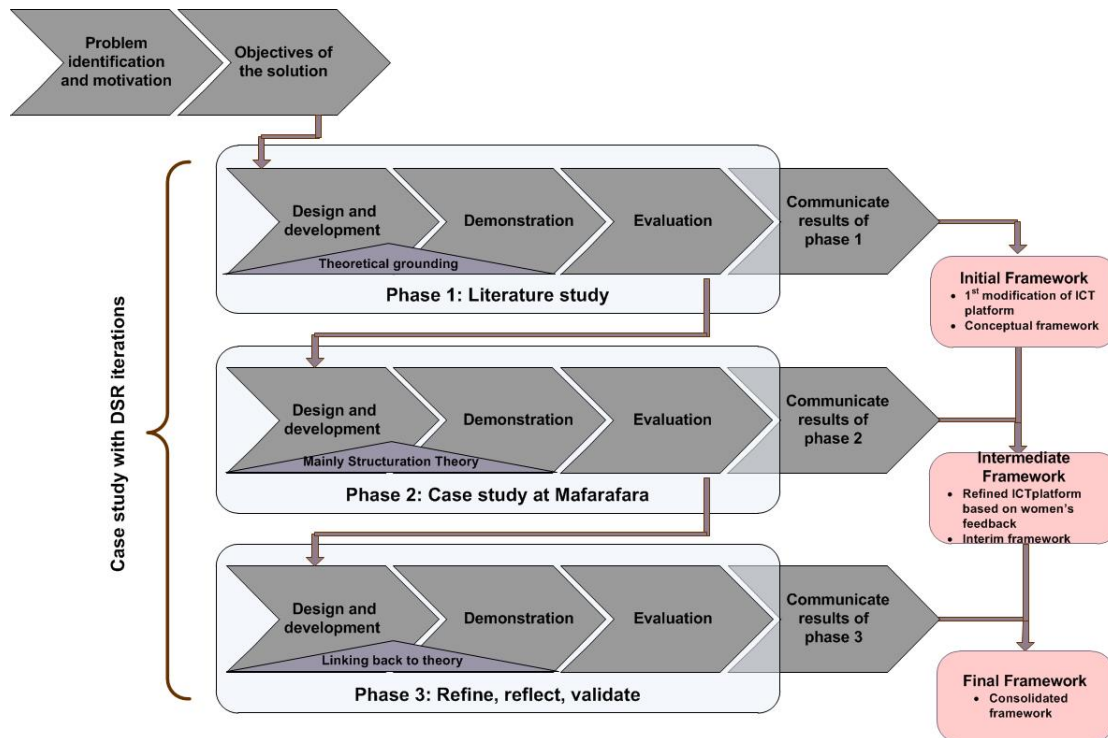 Problem
identification
and motivation
Objectives of
the solution
Case study with DSR iterations
Design and
development
Demonstration
Evaluation
Communicate
results of
phase 1
Theoretical grounding
Phase 1: Literature study
Initial Framework
• 1st modification of ICT
platform
• Conceptual framework
Design and
development
Demonstration
Evaluation
Communicate
results of
phase 2
Mainly Structuration Theory
Phase 2: Case study at Mafarafara
Intermediate
Framework
• Refined ICTplatform
based on women's
feedback
• Interim framework
Design and
development
Demonstration
Evaluation
Communicate
results of
phase 3
Linking back to theory
Phase 3: Refine, reflect, validate
Final Framework
• Consolidated
framework